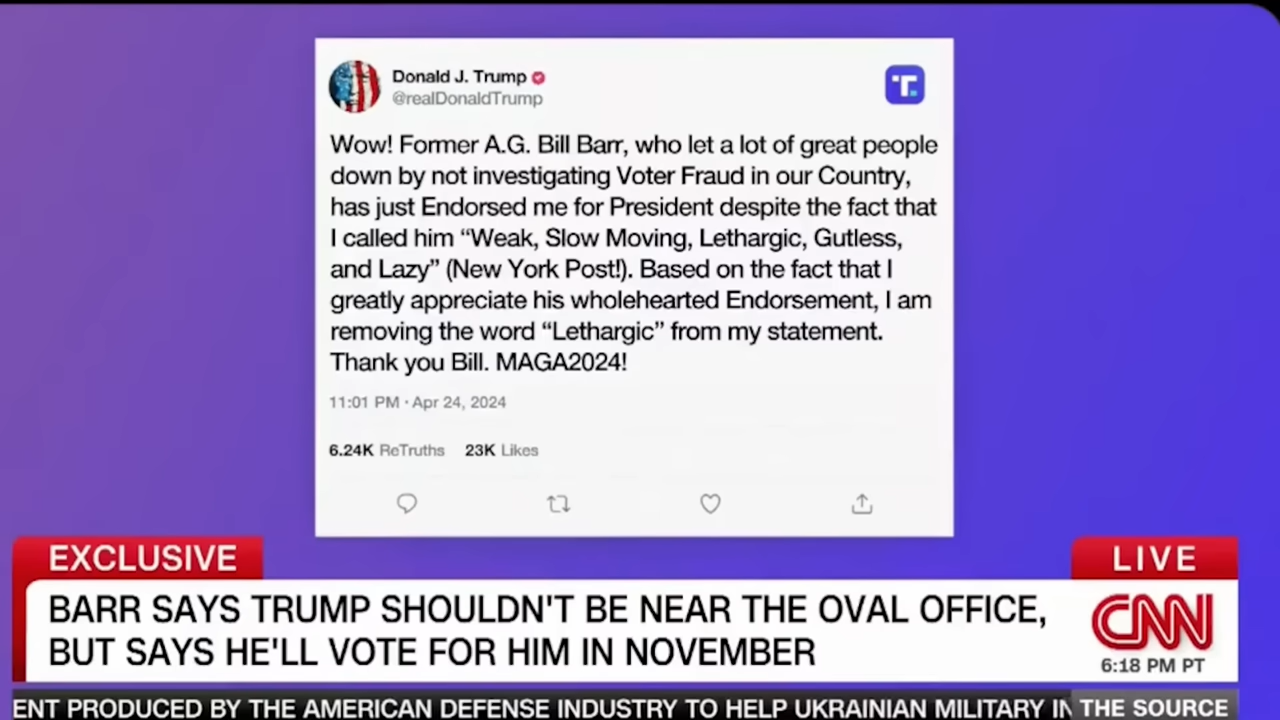 Donald J. Trump
@realDonaldTrump
Wow! Former A.G. Bill Barr, who let a lot of great people
down by not investigating Voter Fraud in our Country,
has just Endorsed me for President despite the fact that
I called him “Weak, Slow Moving, Lethargic, Gutless,
and Lazy” (New York Post!). Based on the fact that I
greatly appreciate his wholehearted Endorsement, I am
removing the word “Lethargic” from my statement.
Thank you Bill. MAGA2024!
11:01 PM · Apr 24, 2024
6.24K ReTruths 23K Likes
EXCLUSIVE
LIVE
BARR SAYS TRUMP SHOULDN'T BE NEAR THE OVAL OFFICE,
BUT SAYS HE'LL VOTE FOR HIM IN NOVEMBER
CNN
6:18 PM PT
ENT PRODUCED BY THE AMERICAN DEFENSE INDUSTRY TO HELP UKRAINIAN MILITARY IN
THE SOURCE